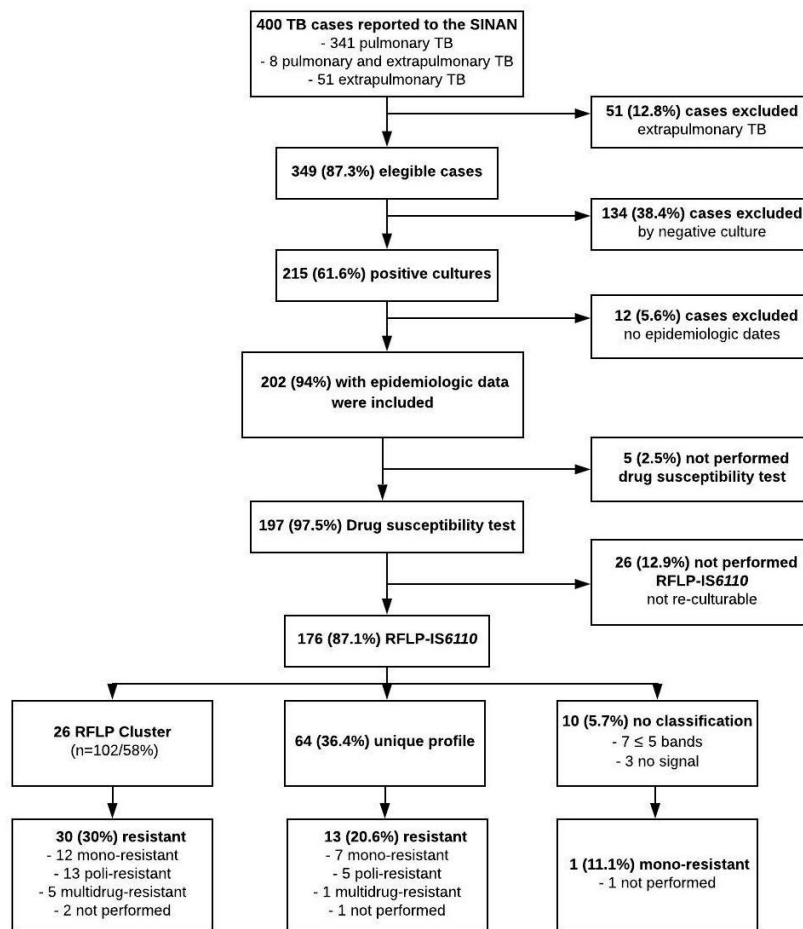 400 TB cases reported to the SINAN
- 341 pulmonary TB
- 8 pulmonary and extrapulmonary TB
- 51 extrapulmonary TB
51 (12.8%) cases excluded
extrapulmonary TB
349 (87.3%) elegible cases
134 (38.4%) cases excluded
by negative culture
215 (61.6%) positive cultures
12 (5.6%) cases excluded
no epidemiologic dates
202 (94%) with epidemiologic data
were included
5 (2.5%) not performed
drug susceptibility test
197 (97.5%) Drug susceptibility test
26 (12.9%) not performed
RFLP-IS6110
not re-culturable
176 (87.1%) RFLP-IS6110
26 RFLP Cluster
(n=102/58%)
64 (36.4%) unique profile
10 (5.7%) no classification
- 7 ≤ 5 bands
- 3 no signal
30 (30%) resistant
- 12 mono-resistant
- 13 poli-resistant
- 5 multidrug-resistant
- 2 not performed
13 (20.6%) resistant
- 7 mono-resistant
- 5 poli-resistant
- 1 multidrug-resistant
- 1 not performed
1 (11.1%) mono-resistant
- 1 not performed